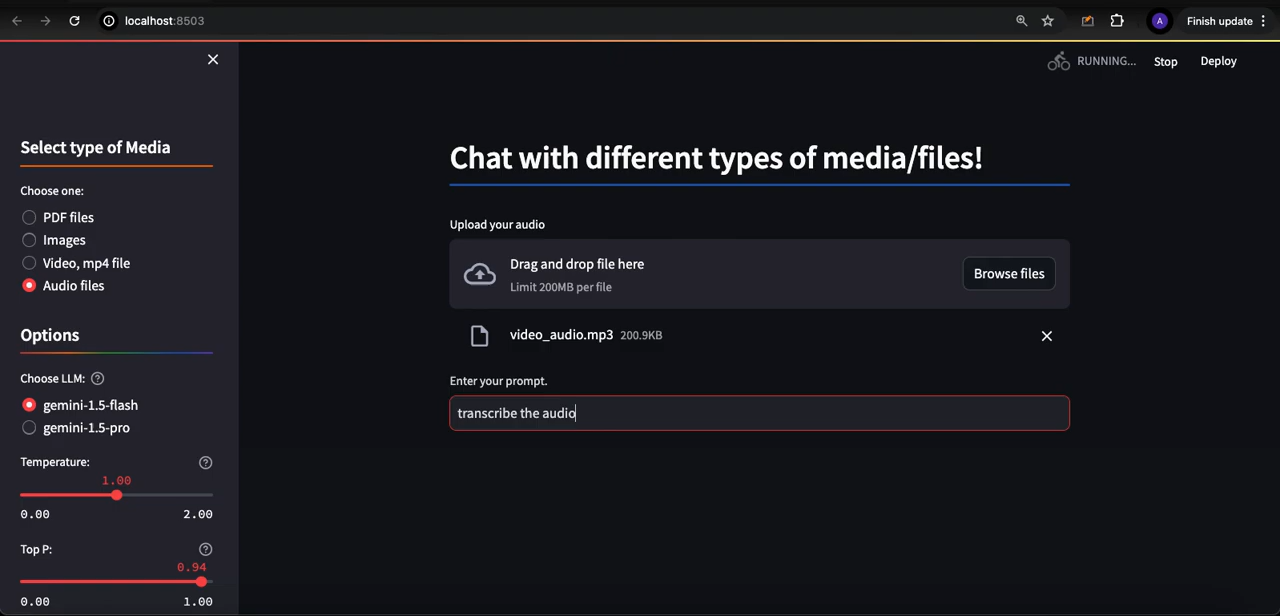 localhost:8503
A
Finish update
RUNNING...
Stop
Deploy
Select type of Media
Choose one:
PDF files
Images
Video, mp4 file
Audio files
Options
Choose LLM:
gemini-1.5-flash
gemini-1.5-pro
Temperature:
1.00
0.00 2.00
Top P:
0.94
0.00 1.00
Chat with different types of media/files!
Upload your audio
Drag and drop file here
Limit 200MB per file
Browse files
video_audio.mp3 200.9KB
Enter your prompt.
transcribe the audio